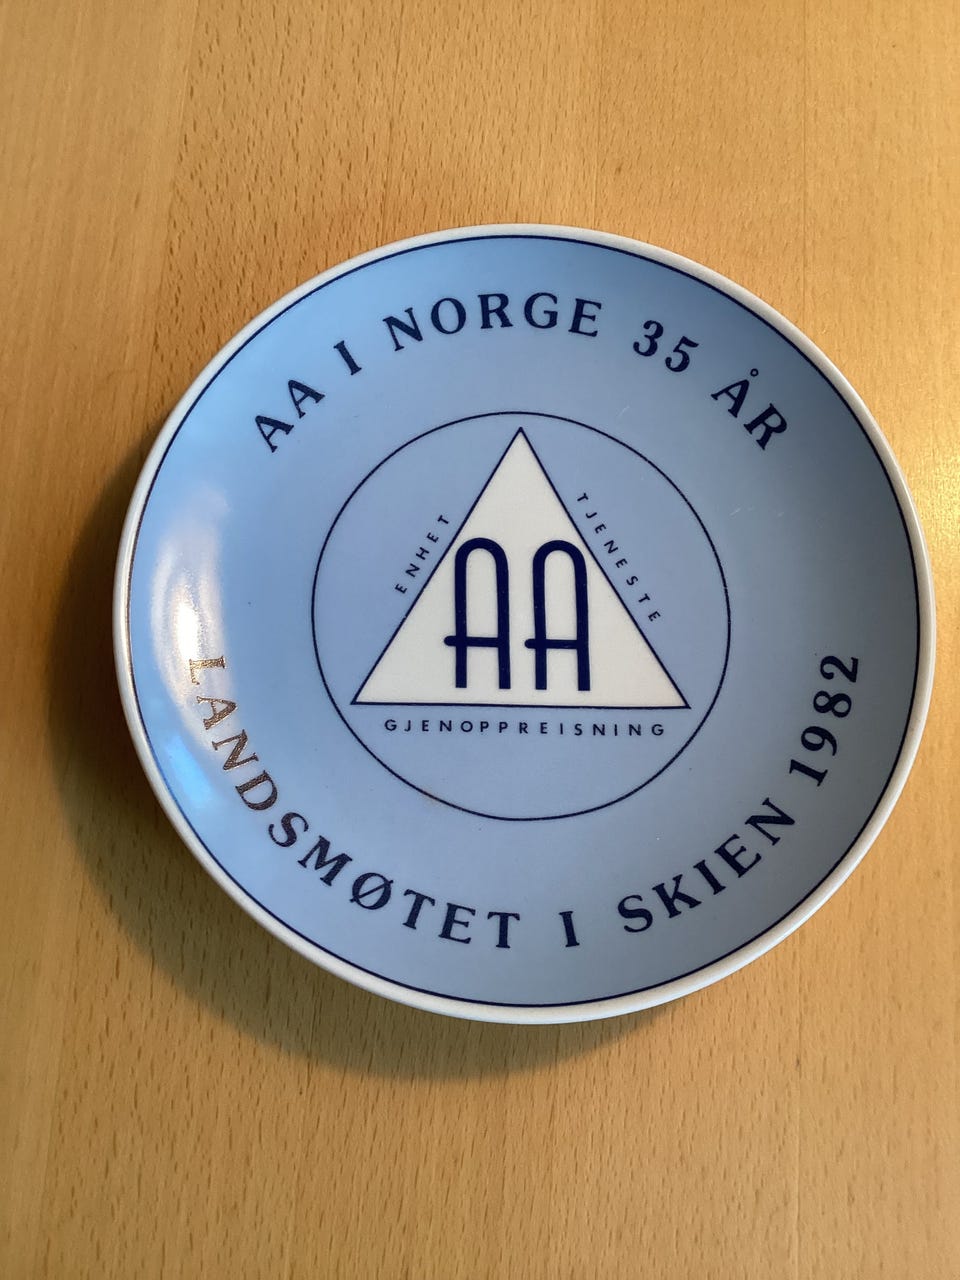 AA I NORGE 35 ÅR
ENHET
TJENESTE
AA
GJENOPPREISNING
LANDSMØTET I SKIEN 1982